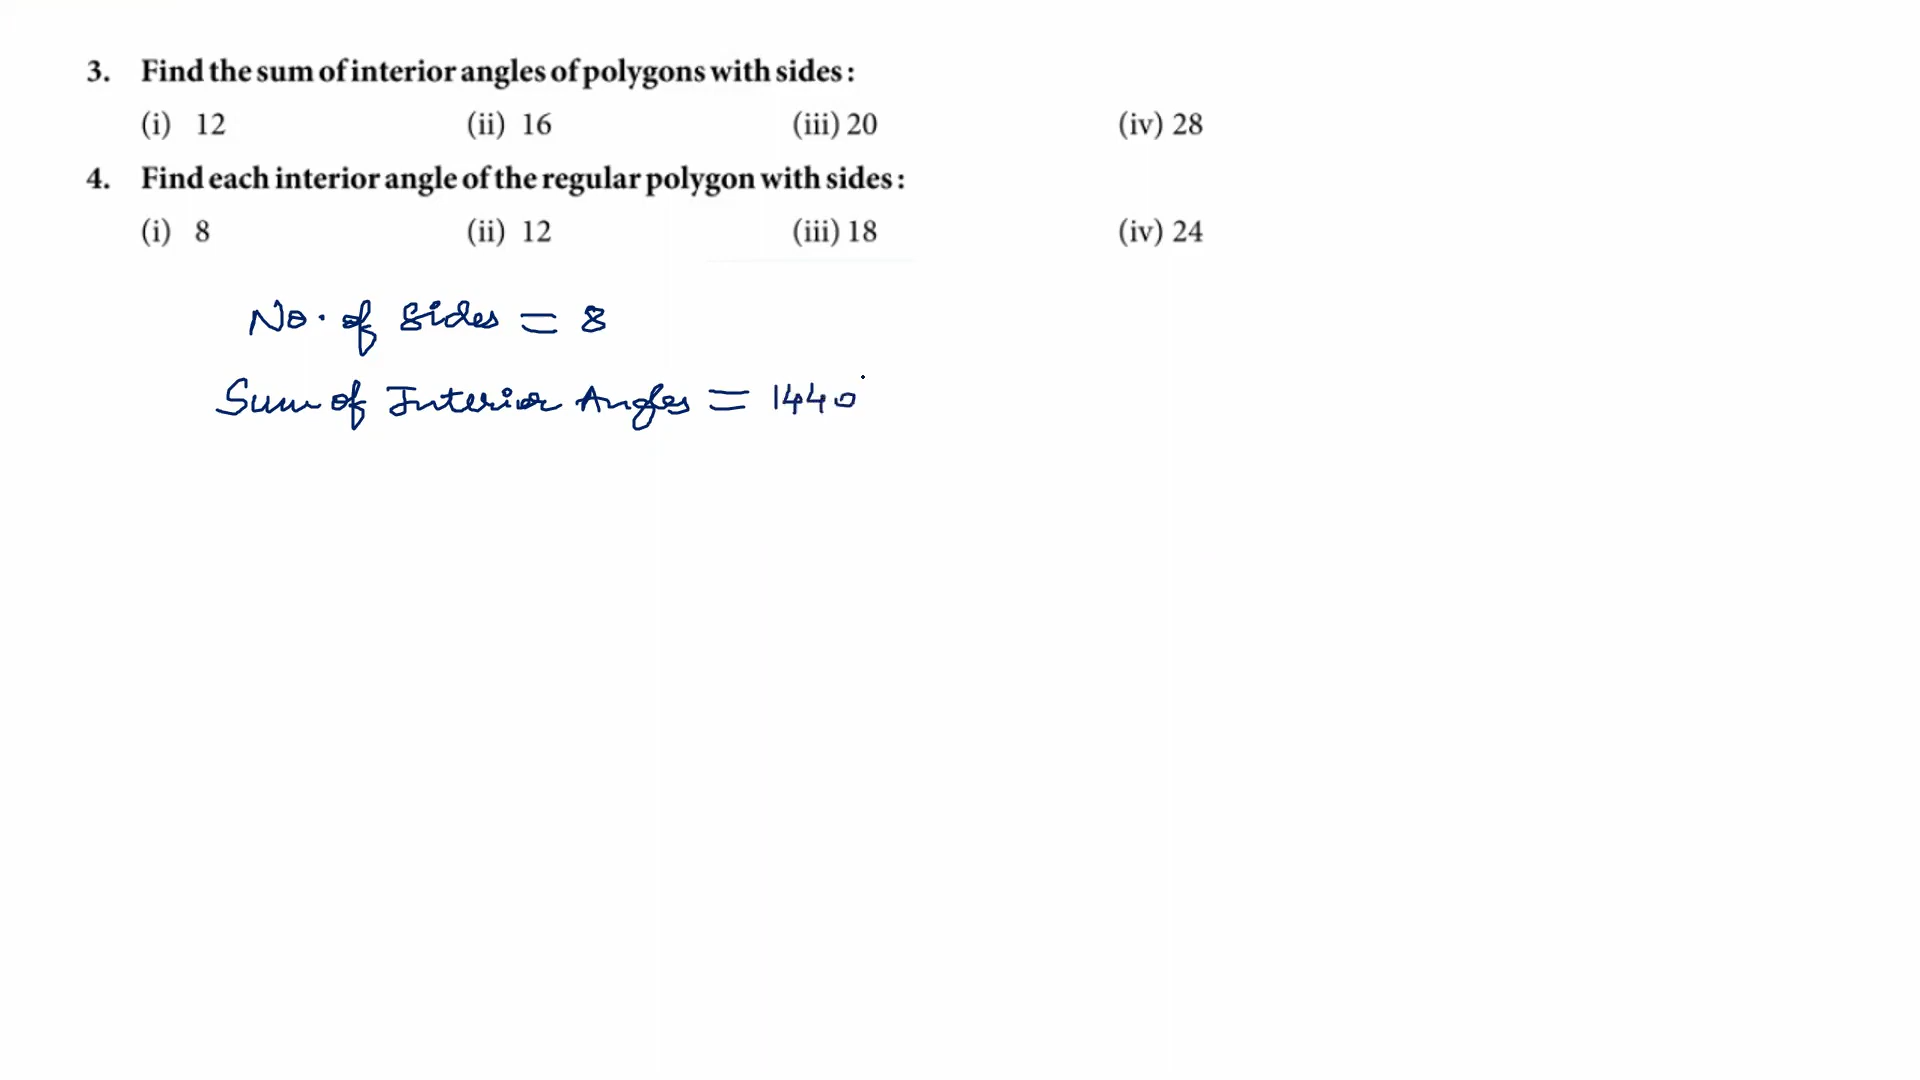 3. Find the sum of interior angles of polygons with sides:
(i) 12 (ii) 16 (iii) 20 (iv) 28
4. Find each interior angle of the regular polygon with sides:
(i) 8 (ii) 12 (iii) 18 (iv) 24
No. of sides = 8
Sum of Interior Angles = 1440